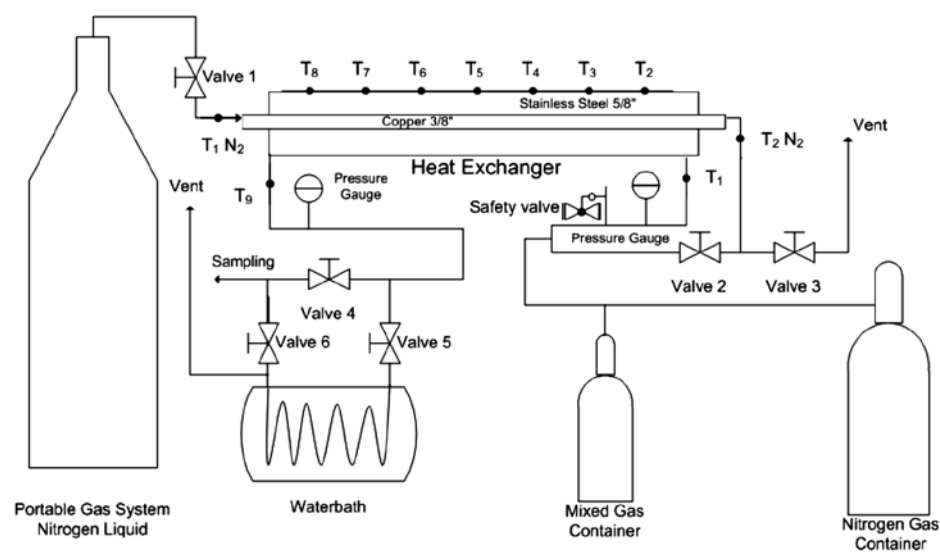 Valve 1
T8 T7 T6 T5 T4 T3 T2
Stainless Steel 5/8"
Copper 3/8"
T1 N2
T2 N2
Vent
Heat Exchanger
Pressure
Gauge
T9
T1
Vent
Safety valve
Pressure Gauge
Sampling
Valve 4
Valve 2
Valve 3
Valve 6
Valve 5
Waterbath
Portable Gas System
Nitrogen Liquid
Mixed Gas
Container
Nitrogen Gas
Container